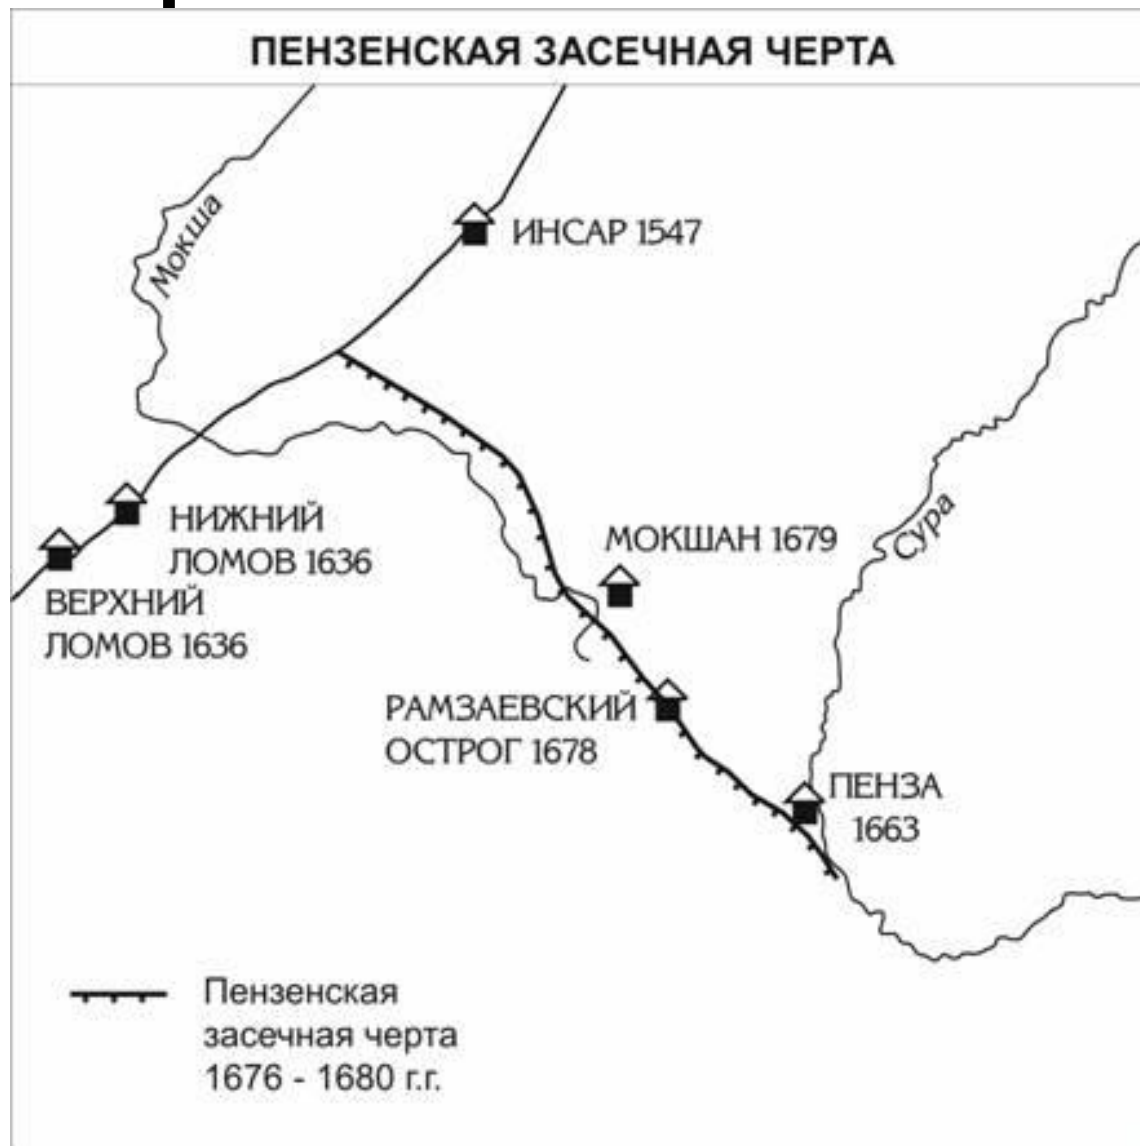 ПЕНЗЕНСКАЯ ЗАСЕЧНАЯ ЧЕРТА
Мокша
ИНСАР 1547
НИЖНИЙ
ЛОМОВ 1636
ВЕРХНИЙ
ЛОМОВ 1636
МОКШАН 1679
Сура
РАМЗАЕВСКИЙ
ОСТРОГ 1678
ПЕНЗА
1663
Пензенская
засечная черта
1676 - 1680 г.г.